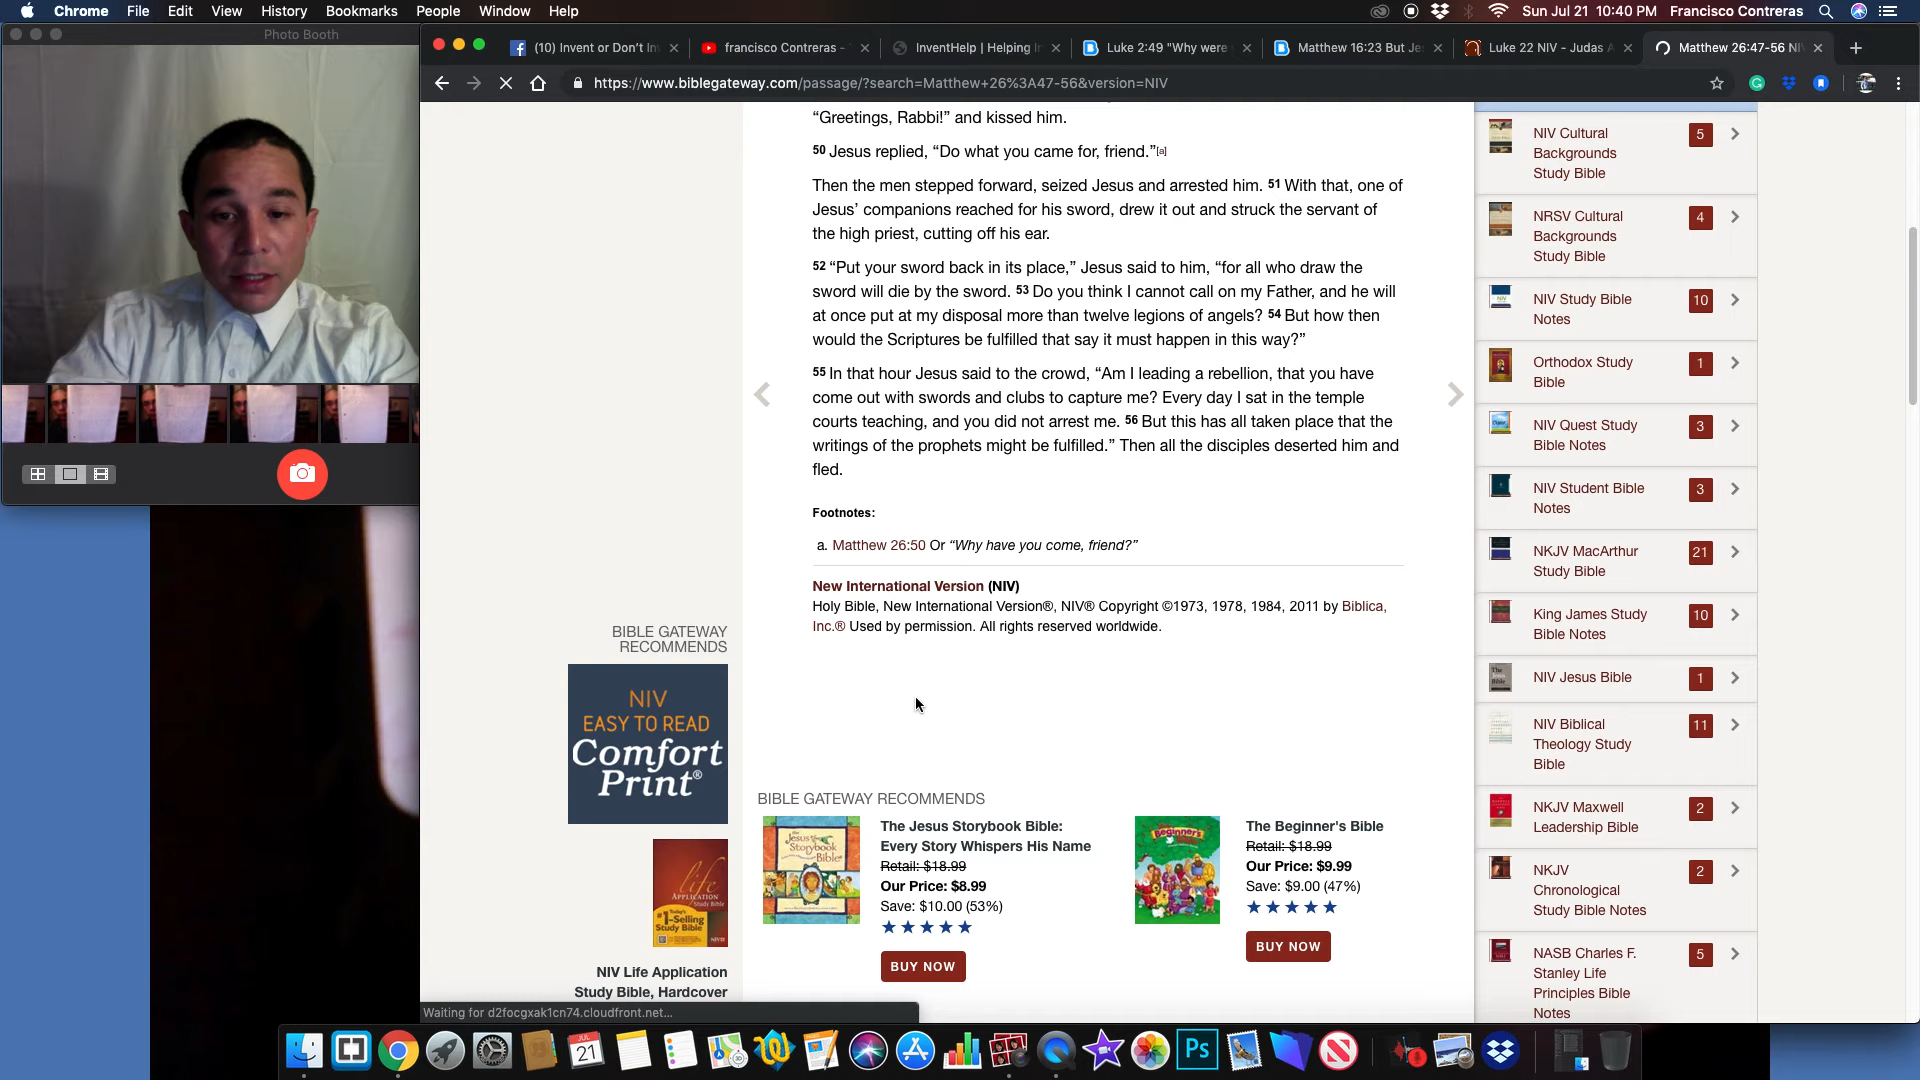 Chrome File Edit View History Bookmarks People Window Help
Sun Jul 21 10:40 PM Francisco Contreras
Photo Booth
(10) Invent or Don't In
francisco Contreras -
InventHelp | Helping In
Luke 2:49 "Why were
Matthew 16:23 But Je
Luke 22 NIV - Judas A
Matthew 26:47-56 NI
https://www.biblegateway.com/passage/?search=Matthew+26%3A47-56&version=NIV
“Greetings, Rabbi!” and kissed him.
50 Jesus replied, “Do what you came for, friend.”[a]
Then the men stepped forward, seized Jesus and arrested him. 51 With that, one of
Jesus’ companions reached for his sword, drew it out and struck the servant of
the high priest, cutting off his ear.
52 “Put your sword back in its place,” Jesus said to him, “for all who draw the
sword will die by the sword. 53 Do you think I cannot call on my Father, and he will
at once put at my disposal more than twelve legions of angels? 54 But how then
would the Scriptures be fulfilled that say it must happen in this way?”
55 In that hour Jesus said to the crowd, “Am I leading a rebellion, that you have
come out with swords and clubs to capture me? Every day I sat in the temple
courts teaching, and you did not arrest me. 56 But this has all taken place that the
writings of the prophets might be fulfilled.” Then all the disciples deserted him and
fled.
Footnotes:
a. Matthew 26:50 Or “Why have you come, friend?”
New International Version (NIV)
Holy Bible, New International Version®, NIV® Copyright ©1973, 1978, 1984, 2011 by Biblica,
Inc.® Used by permission. All rights reserved worldwide.
BIBLE GATEWAY
RECOMMENDS
NIV
EASY TO READ
Comfort
Print®
life
APPLICATION
Study Bible
Today's
#1-Selling
Study Bible
NIV
NIV Life Application
Study Bible, Hardcover
BIBLE GATEWAY RECOMMENDS
the
Jesus
Storybook
Bible
The Jesus Storybook Bible:
Every Story Whispers His Name
Retail: $18.99
Our Price: $8.99
Save: $10.00 (53%)
BUY NOW
Beginner's
Bible
The Beginner's Bible
Retail: $18.99
Our Price: $9.99
Save: $9.00 (47%)
BUY NOW
NIV Cultural
Backgrounds
Study Bible
5
NRSV Cultural
Backgrounds
Study Bible
4
NIV Study Bible
Notes
10
Orthodox Study
Bible
1
NIV Quest Study
Bible Notes
3
NIV Student Bible
Notes
3
NKJV MacArthur
Study Bible
21
King James Study
Bible Notes
10
NIV Jesus Bible
1
NIV Biblical
Theology Study
Bible
11
NKJV Maxwell
Leadership Bible
2
NKJV
Chronological
Study Bible Notes
2
NASB Charles F.
Stanley Life
Principles Bible
Notes
5
Waiting for d2focgxak1cn74.cloudfront.net...
JUL
21
Ps